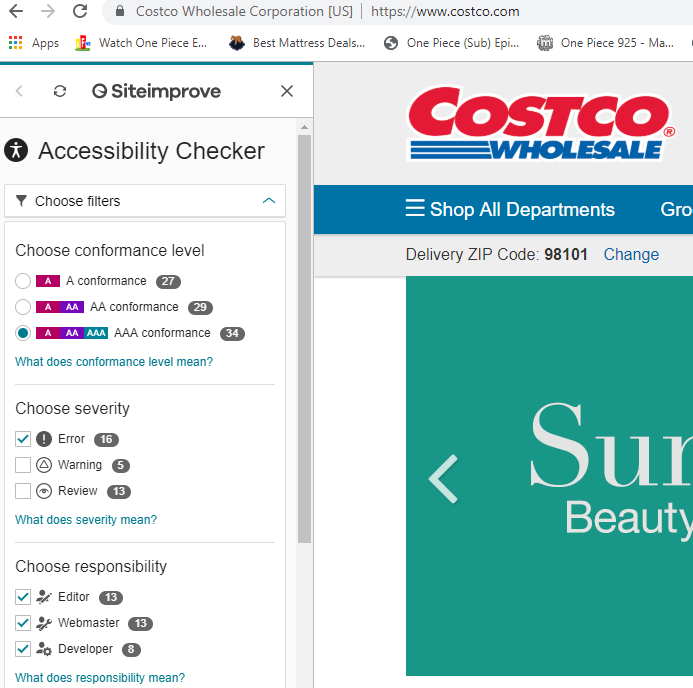 Costco Wholesale Corporation [US] | https://www.costco.com
Apps Watch One Piece E... Best Mattress Deals... One Piece (Sub) Epi... One Piece 925 - Ma...
Siteimprove
Accessibility Checker
Choose filters
Choose conformance level
A A conformance 27
A AA AA conformance 29
A AA AAA AAA conformance 34
What does conformance level mean?
Choose severity
Error 16
Warning 5
Review 13
What does severity mean?
Choose responsibility
Editor 13
Webmaster 13
Developer 8
What does responsibility mean?
COSTCO®
WHOLESALE
Shop All Departments Gro
Delivery ZIP Code: 98101 Change
Sur
Beauty